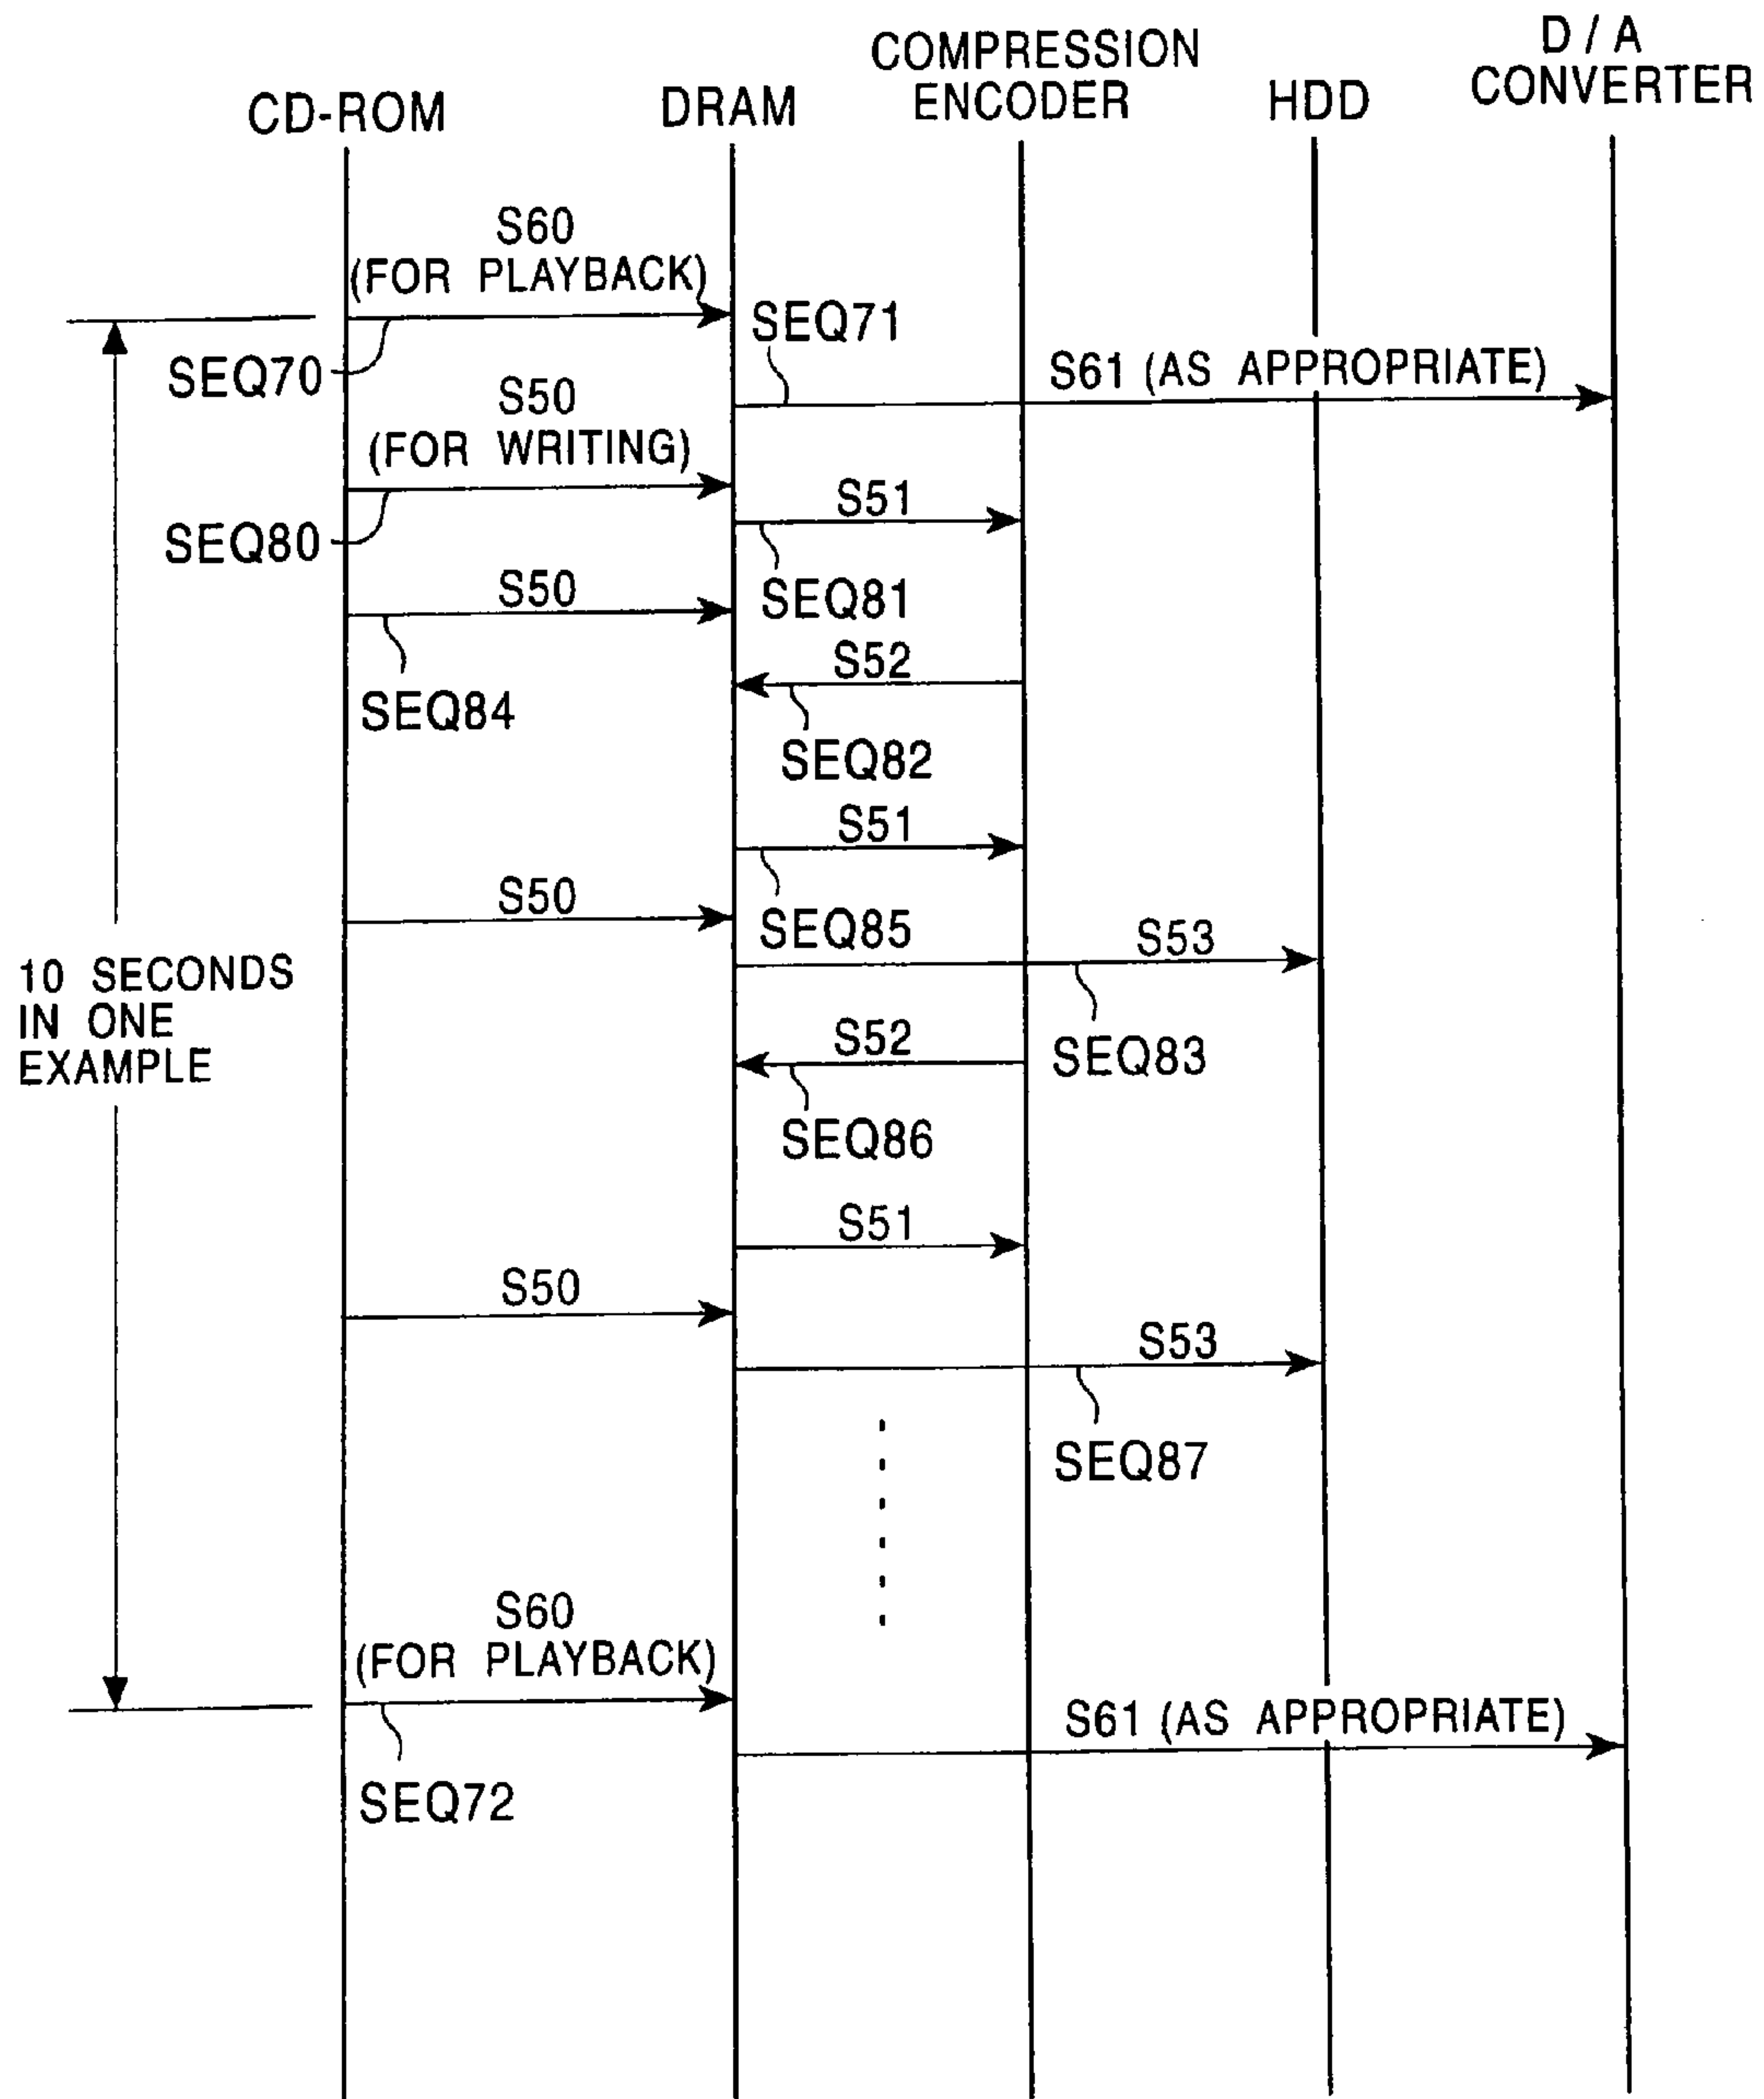 CD-ROM
DRAM
COMPRESSION
ENCODER
HDD
D / A
CONVERTER
S60
(FOR PLAYBACK)
SEQ70
SEQ71
S61 (AS APPROPRIATE)
S50
(FOR WRITING)
SEQ80
S51
SEQ81
S50
SEQ84
S52
SEQ82
S51
SEQ85
S50
S53
SEQ83
10 SECONDS
IN ONE
EXAMPLE
S52
SEQ86
S51
S50
S53
SEQ87
S60
(FOR PLAYBACK)
SEQ72
S61 (AS APPROPRIATE)